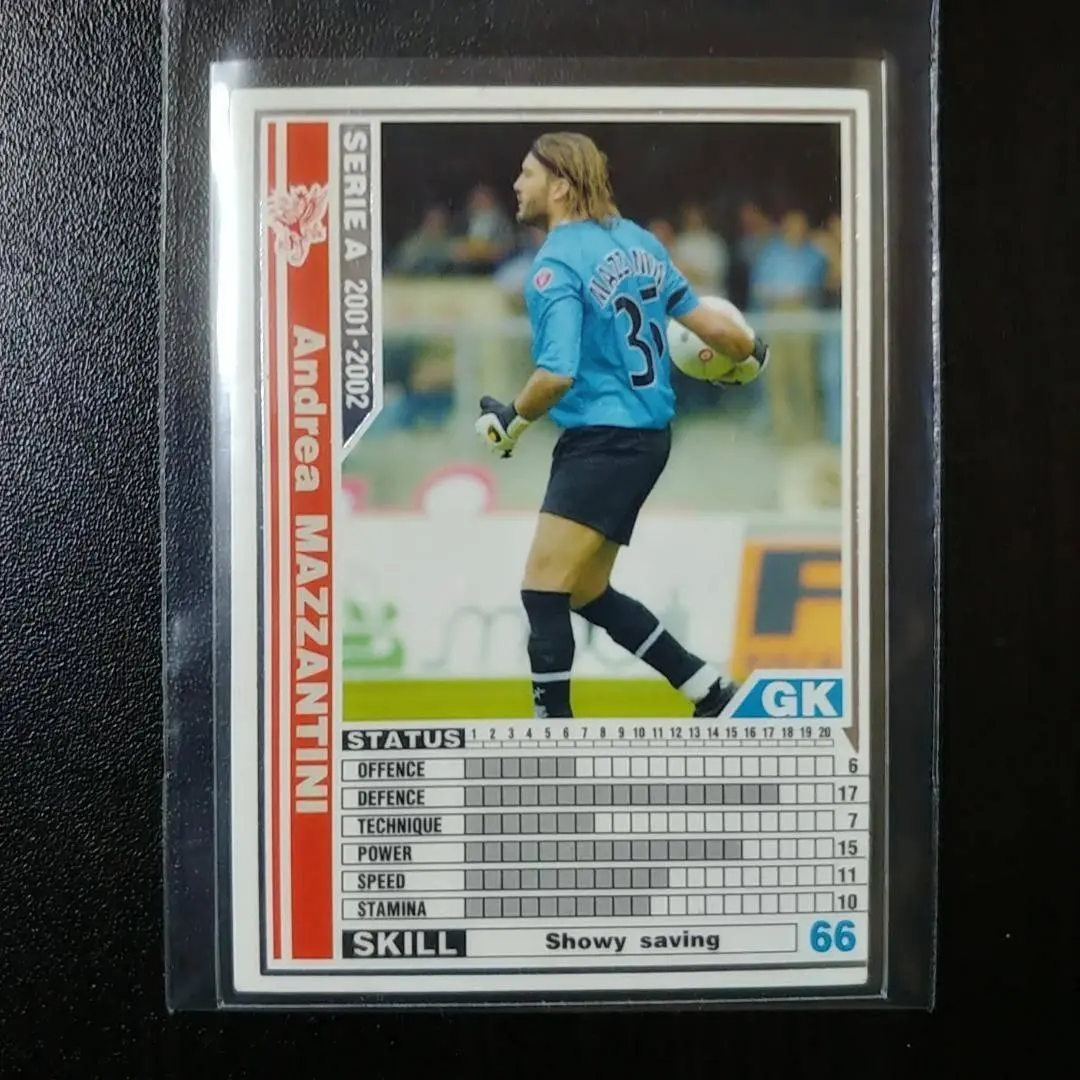 SERIE A 2001-2002
Andrea MAZZANTINI
GK
STATUS 1 2 3 4 5 6 7 8 9 10 11 12 13 14 15 16 17 18 19 20
OFFENCE 6
DEFENCE 17
TECHNIQUE 7
POWER 15
SPEED 11
STAMINA 10
SKILL Showy saving 66